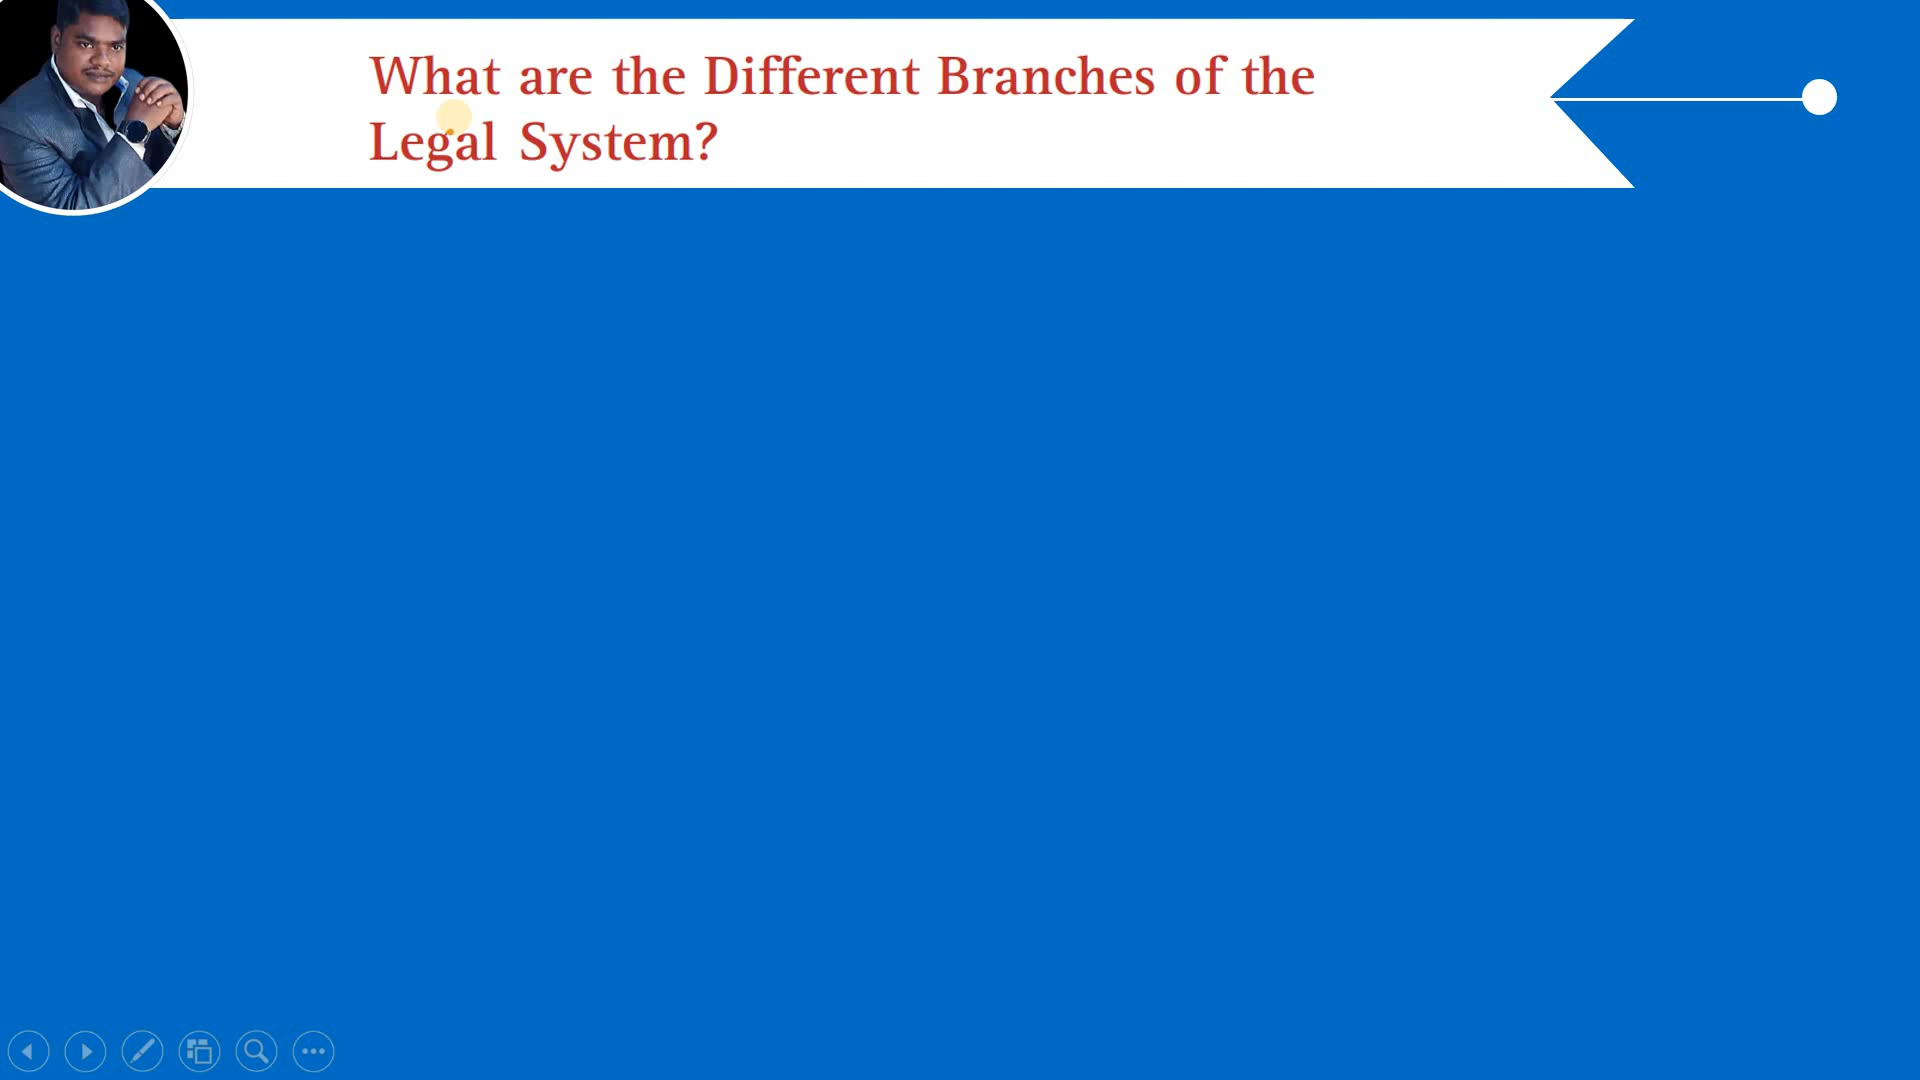 What are the Different Branches of the
Legal System?